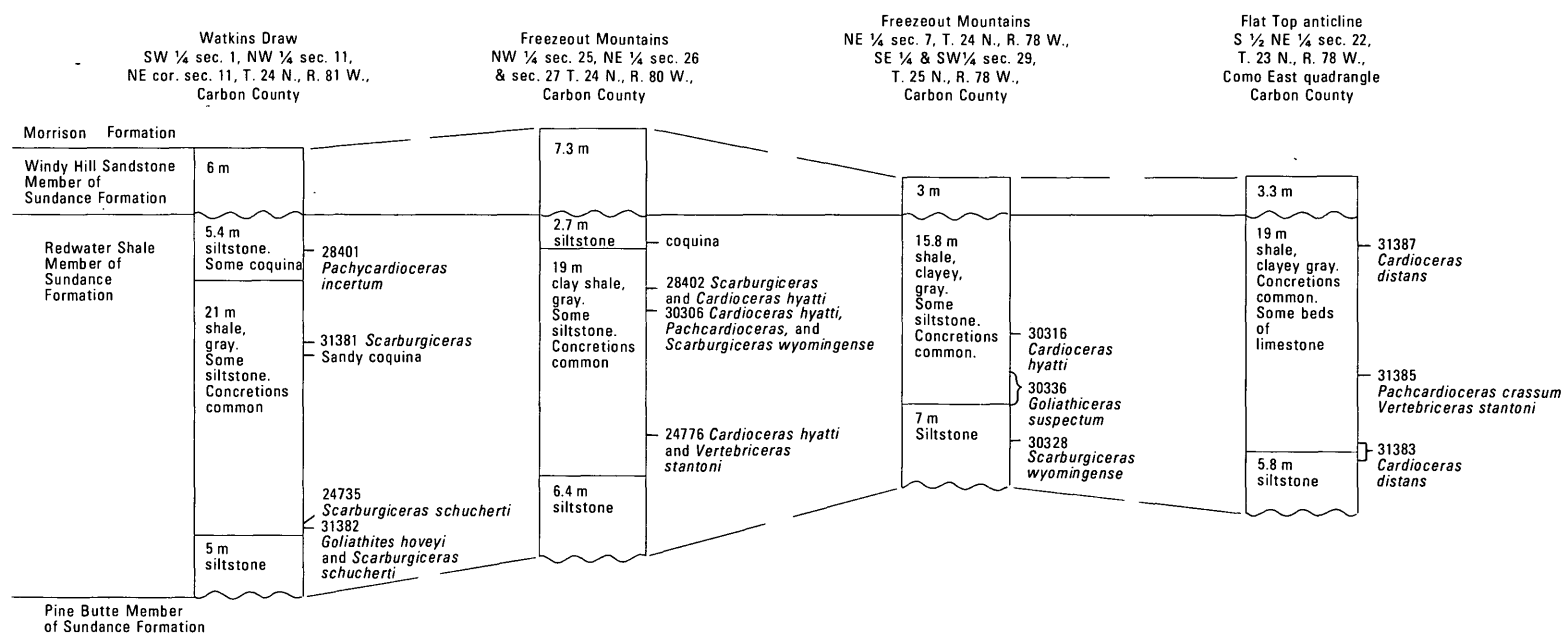 Watkins Draw
SW ¼ sec. 1, NW ¼ sec. 11,
NE cor. sec. 11, T. 24 N., R. 81 W.,
Carbon County
Freezeout Mountains
NW ¼ sec. 25, NE ¼ sec. 26
& sec. 27 T. 24 N., R. 80 W.,
Carbon County
Freezeout Mountains
NE ¼ sec. 7, T. 24 N., R. 78 W.,
SE ¼ & SW¼ sec. 29,
T. 25 N., R. 78 W.,
Carbon County
Flat Top anticline
S ½ NE ¼ sec. 22,
T. 23 N., R. 78 W.,
Como East quadrangle
Carbon County
Morrison Formation
Windy Hill Sandstone
Member of
Sundance Formation
Redwater Shale
Member of
Sundance
Formation
Pine Butte Member
of Sundance Formation
6 m
5.4 m
siltstone.
Some coquina
21 m
shale,
gray.
Some
siltstone.
Concretions
common
5 m
siltstone
28401
Pachycardioceras
incertum
31381 Scarburgiceras
Sandy coquina
24735
Scarburgiceras schucherti
31382
Goliathites hoveyi
and Scarburgiceras
schucherti
7.3 m
2.7 m
siltstone
19 m
clay shale,
gray.
Some
siltstone.
Concretions
common
6.4 m
siltstone
coquina
28402 Scarburgiceras
and Cardioceras hyatti
30306 Cardioceras hyatti,
Pachcardioceras, and
Scarburgiceras wyomingense
24776 Cardioceras hyatti
and Vertebriceras
stantoni
3 m
15.8 m
shale,
clayey,
gray.
Some
siltstone.
Concretions
common.
7 m
Siltstone
30316
Cardioceras
hyatti
30336
Goliathiceras
suspectum
30328
Scarburgiceras
wyomingense
3.3 m
19 m
shale,
clayey gray.
Concretions
common.
Some beds
of
limestone
5.8 m
siltstone
31387
Cardioceras
distans
31385
Pachcardioceras crassum
Vertebriceras stantoni
31383
Cardioceras
distans